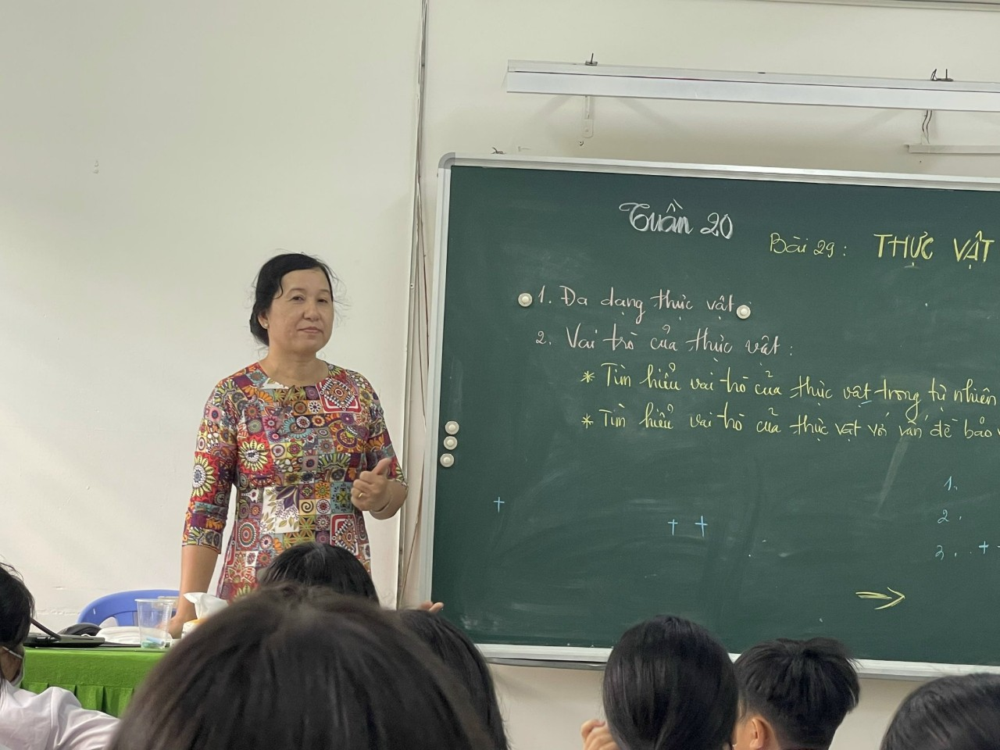 Tuần 20
Bài 29: THỰC VẬT
1. Đa dạng thực vật
2. Vai trò của thực vật:
* Tìm hiểu vai trò của thực vật trong tự nhiên
* Tìm hiểu vai trò của thực vật với vấn đề bảo v
1.
2.
3. . + +